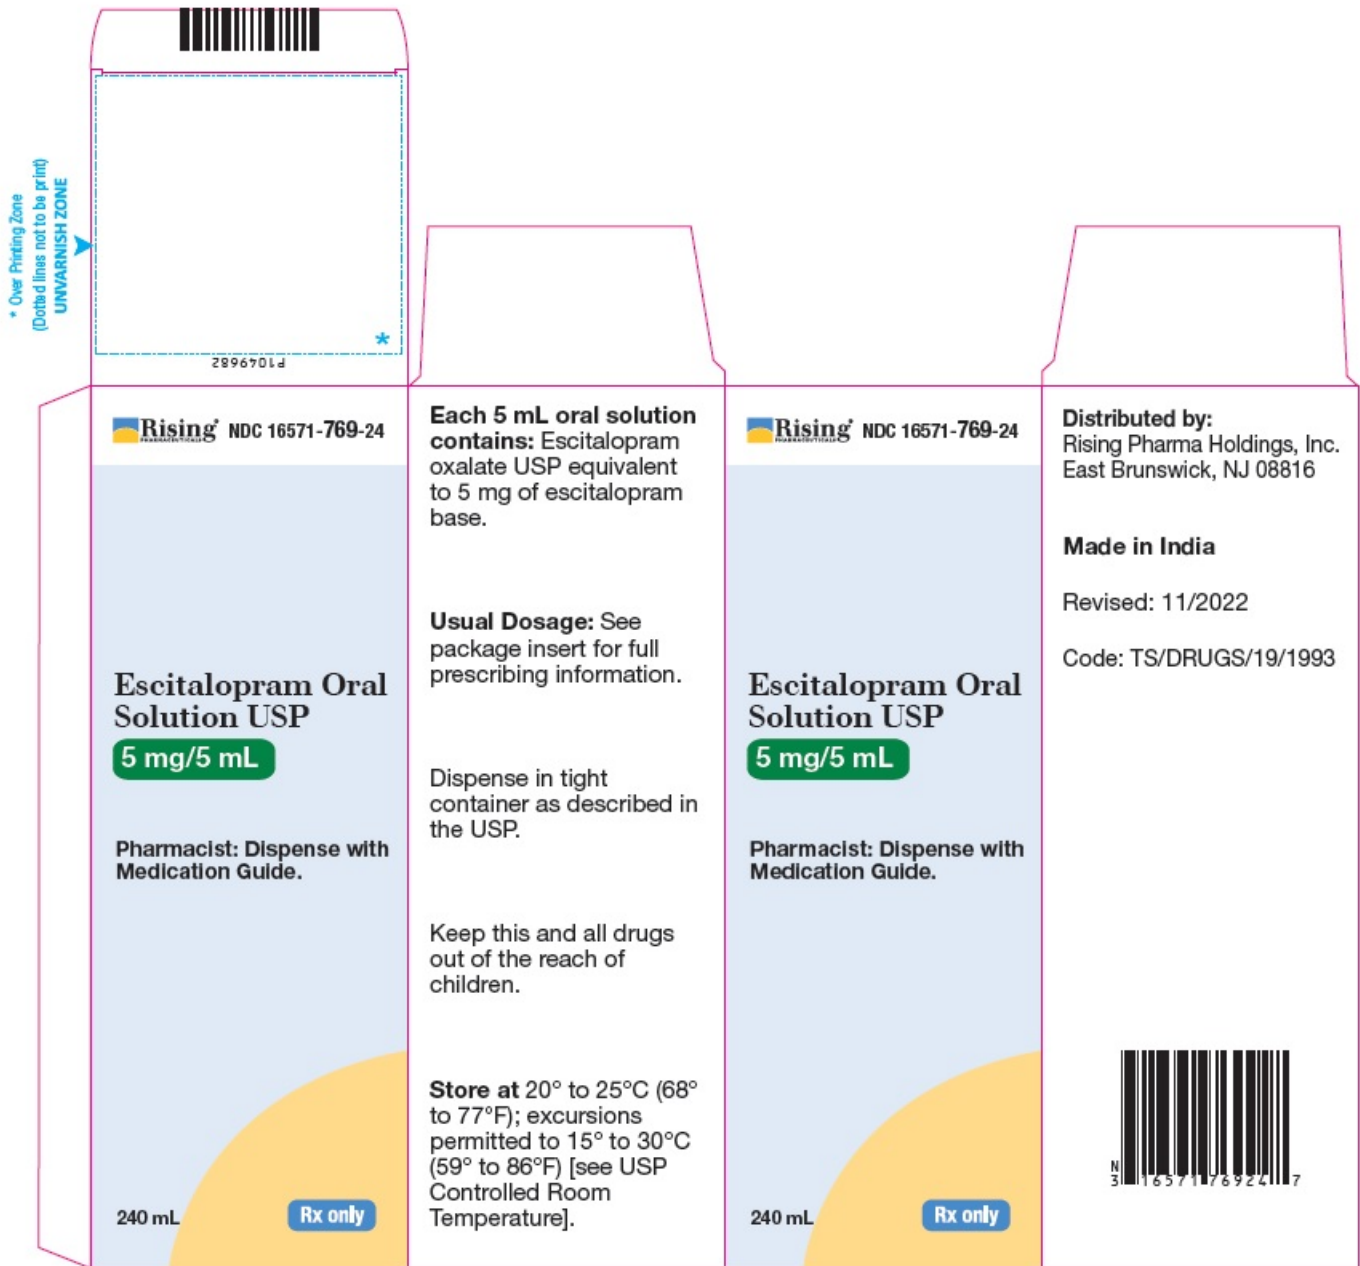 * Over Printing Zone
(Dotted lines not to be print)
UNVARNISH ZONE
*
P1049682
Rising®
PHARMACEUTICALS
NDC 16571-769-24
Escitalopram Oral
Solution USP
5 mg/5 mL
Pharmacist: Dispense with
Medication Guide.
240 mL
Rx only
Each 5 mL oral solution
contains: Escitalopram
oxalate USP equivalent
to 5 mg of escitalopram
base.
Usual Dosage: See
package insert for full
prescribing information.
Dispense in tight
container as described in
the USP.
Keep this and all drugs
out of the reach of
children.
Store at 20° to 25°C (68°
to 77°F); excursions
permitted to 15° to 30°C
(59° to 86°F) [see USP
Controlled Room
Temperature].
Rising®
PHARMACEUTICALS
NDC 16571-769-24
Escitalopram Oral
Solution USP
5 mg/5 mL
Pharmacist: Dispense with
Medication Guide.
240 mL
Rx only
Distributed by:
Rising Pharma Holdings, Inc.
East Brunswick, NJ 08816
Made in India
Revised: 11/2022
Code: TS/DRUGS/19/1993
N
3 16571 76924 7